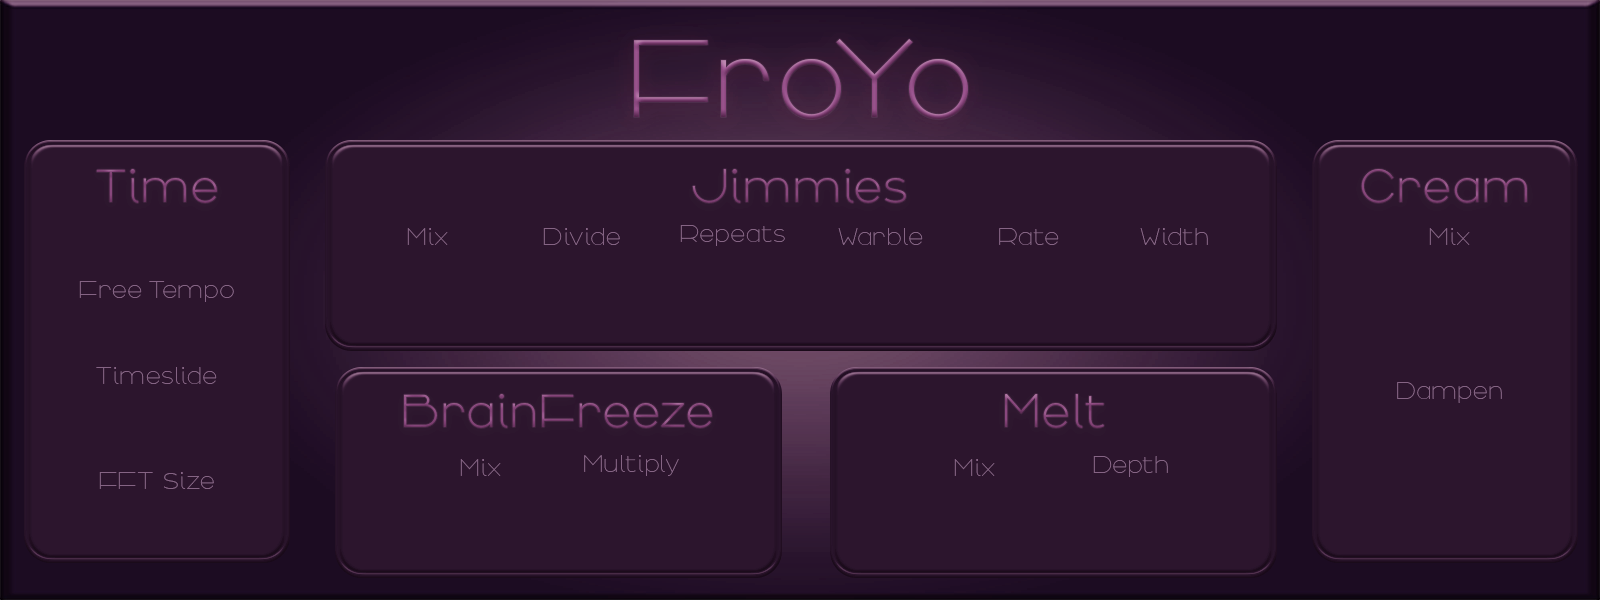 FroYo
Time
Free Tempo
Timeslide
FFT Size
Jimmies
Mix Divide Repeats Warble Rate Width
BrainFreeze
Mix Multiply
Melt
Mix Depth
Cream
Mix
Dampen